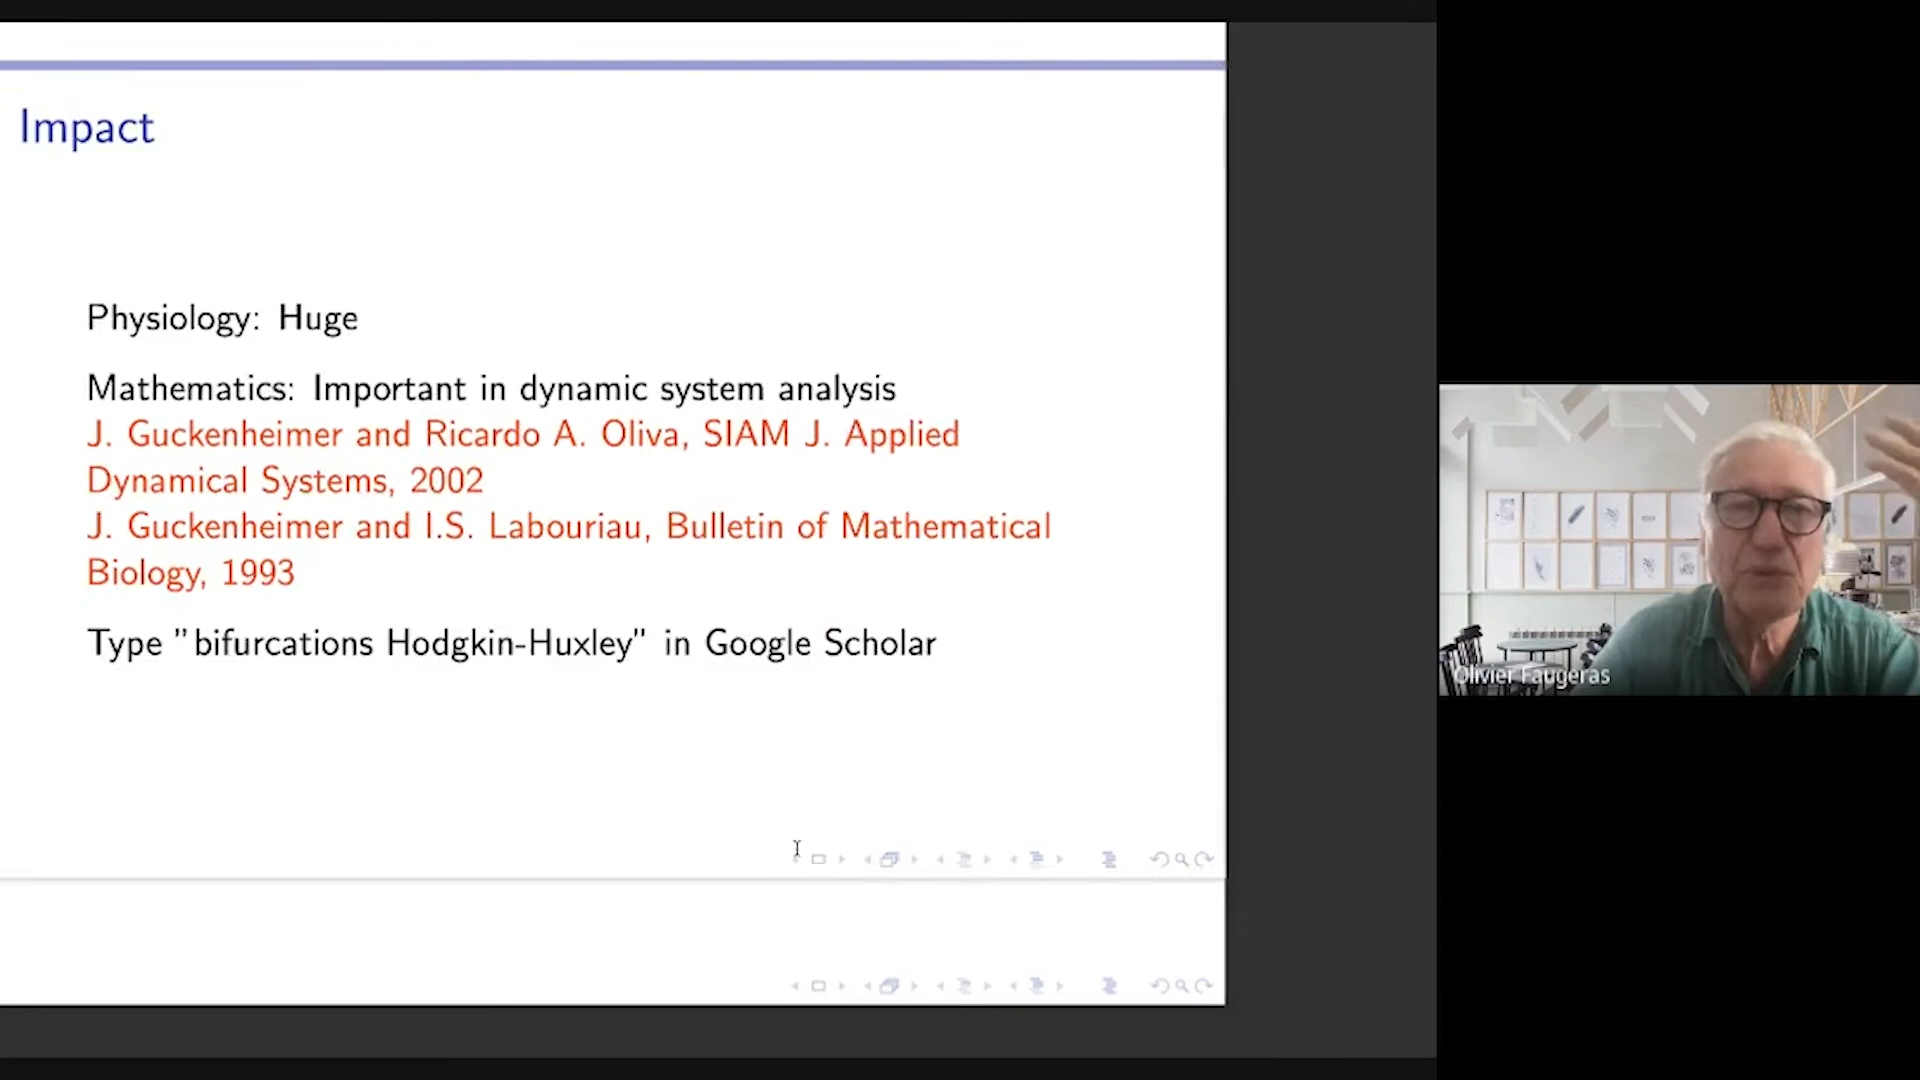 Impact
Physiology: Huge
Mathematics: Important in dynamic system analysis
J. Guckenheimer and Ricardo A. Oliva, SIAM J. Applied
Dynamical Systems, 2002
J. Guckenheimer and I.S. Labouriau, Bulletin of Mathematical
Biology, 1993
Type "bifurcations Hodgkin-Huxley" in Google Scholar
Olivier Faugeras